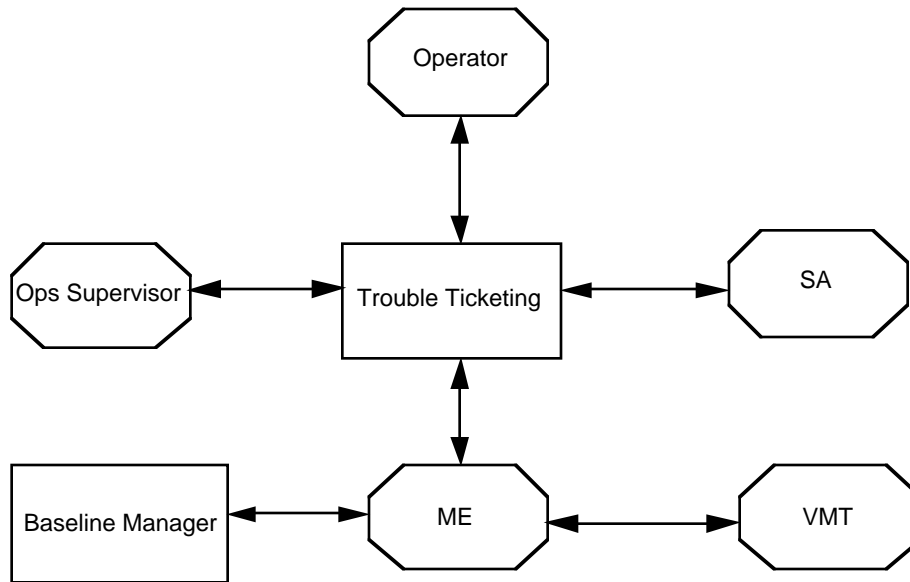 Operator
Ops Supervisor
Trouble Ticketing
SA
Baseline Manager
ME
VMT